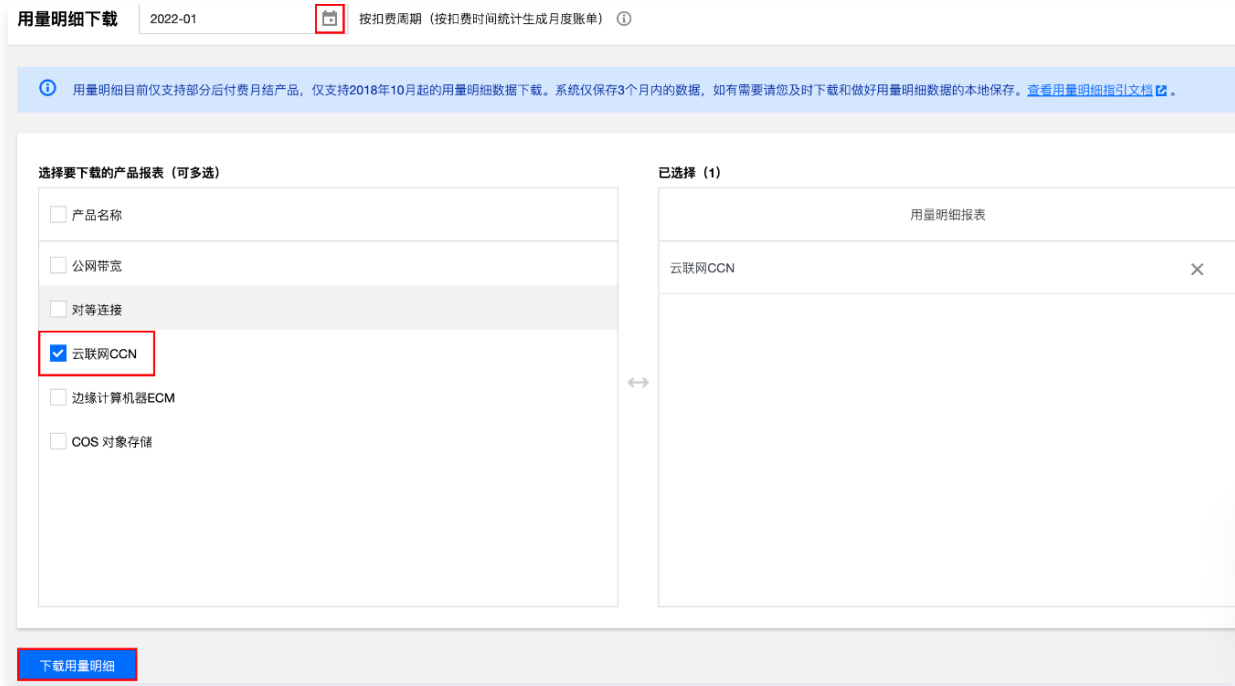 用量明细下载 2022-01 按扣费周期（按扣费时间统计生成月度账单）
用量明细目前仅支持部分后付费月结产品，仅支持2018年10月起的用量明细数据下载。系统仅保存3个月内的数据，如有需要请您及时下载和做好用量明细数据的本地保存。查看用量明细指引文档。
选择要下载的产品报表（可多选）
产品名称
公网带宽
对等连接
云联网CCN
边缘计算机器ECM
COS 对象存储
已选择（1）
用量明细报表
云联网CCN
下载用量明细